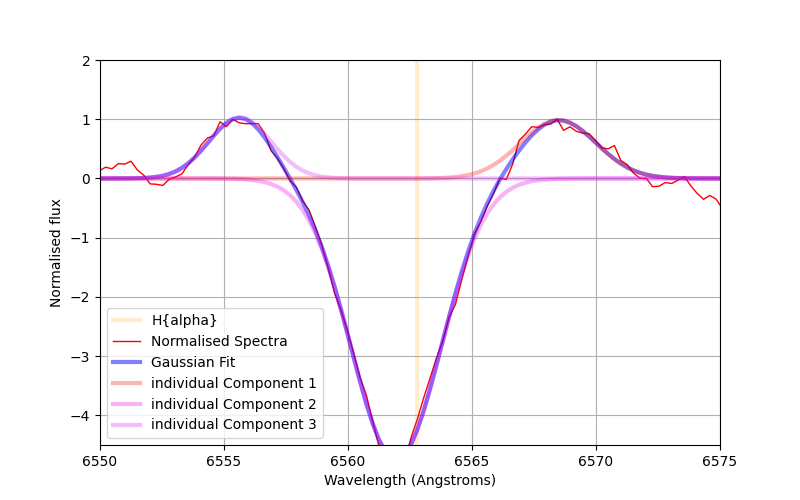 2
1
0
−1
−2
−3
−4
Normalised flux
H{alpha}
Normalised Spectra
Gaussian Fit
individual Component 1
individual Component 2
individual Component 3
6550 6555 6560 6565 6570 6575
Wavelength (Angstroms)